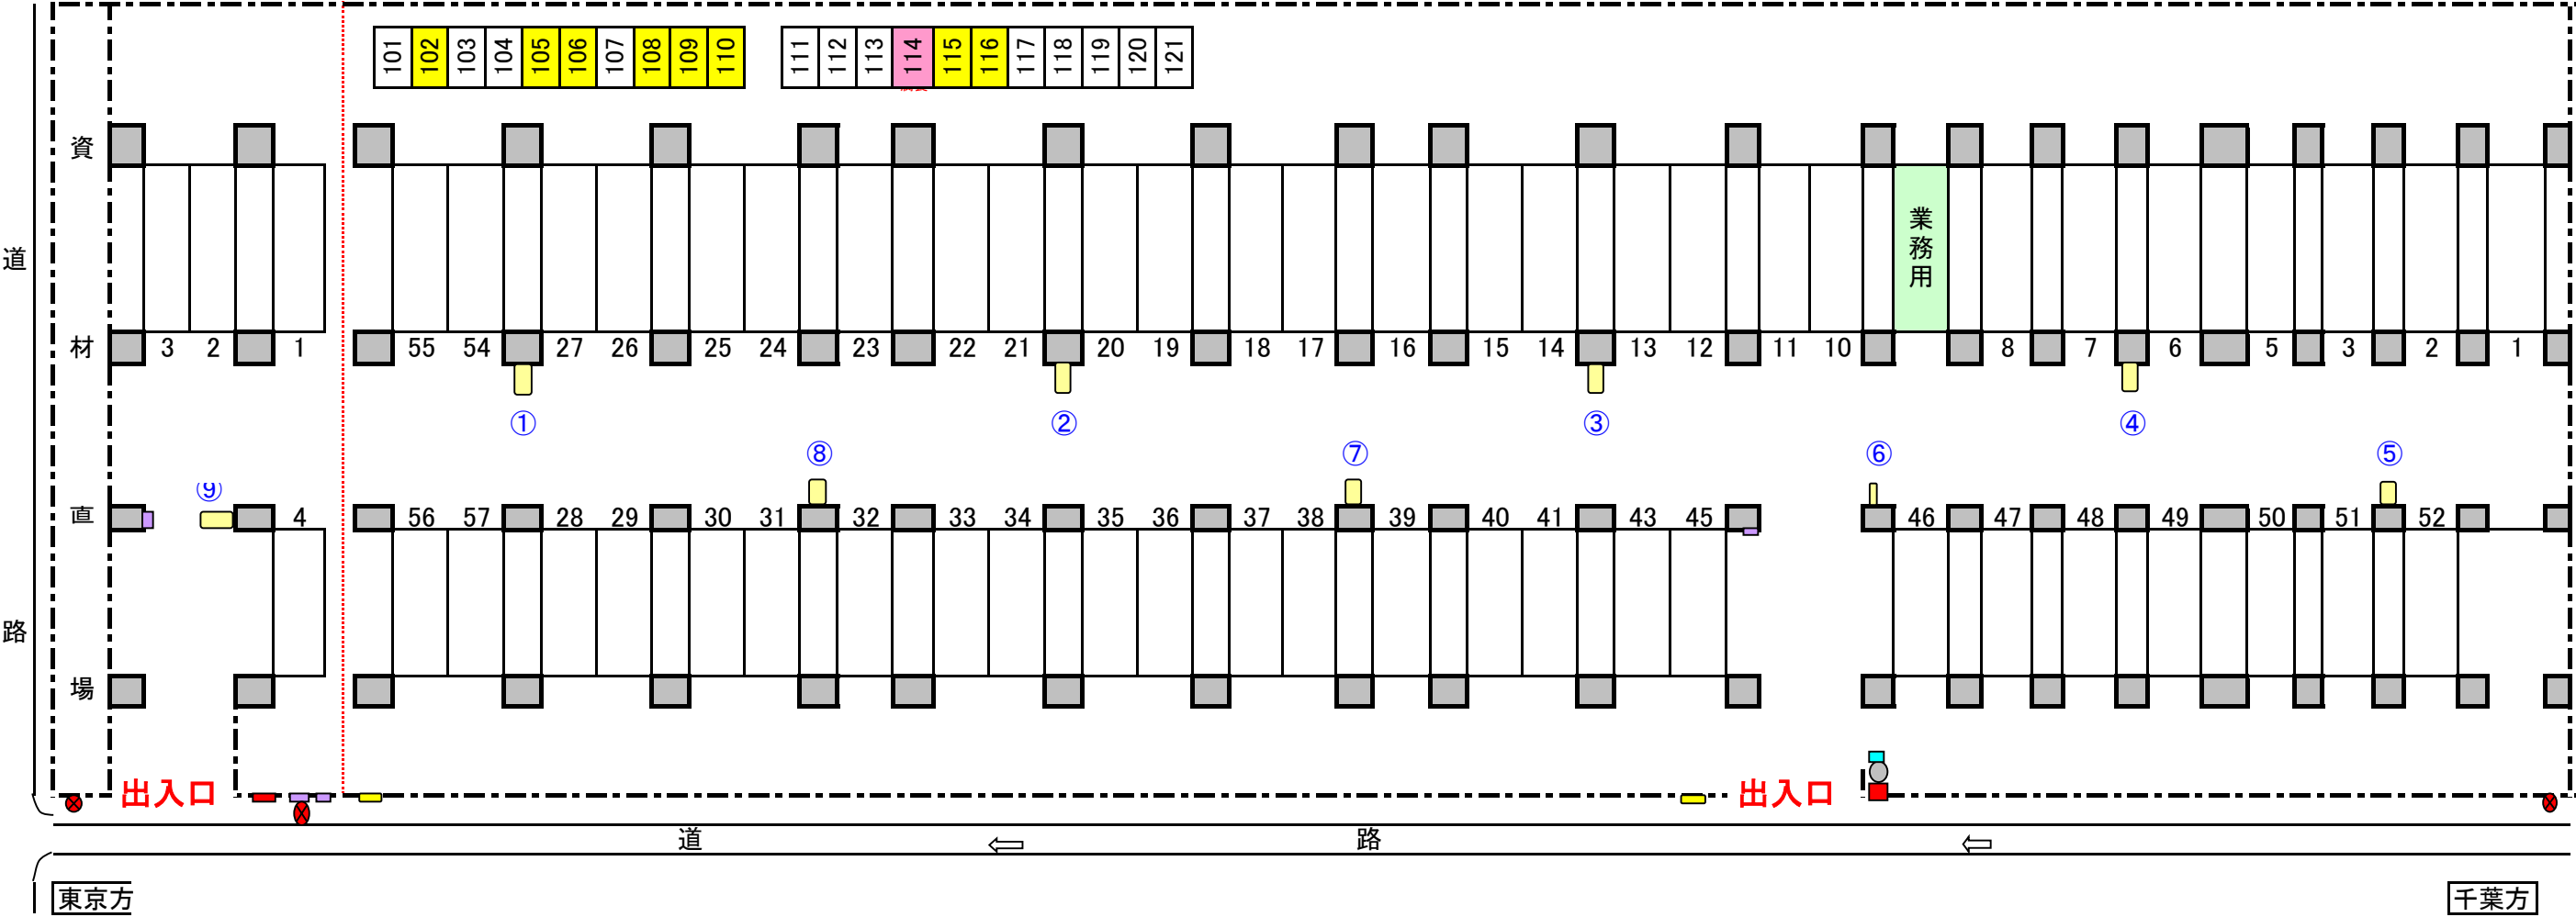 101 102 103 104 105 106 107 108 109 110 111 112 113 114 115 116 117 118 119 120 121
資材直場
道路
業務用
3 2 1 55 54 27 26 25 24 23 22 21 20 19 18 17 16 15 14 13 12 11 10 8 7 6 5 3 2 1
① ② ③ ④
⑧ ⑦ ⑥ ⑤
⑨
4 56 57 28 29 30 31 32 33 34 35 36 37 38 39 40 41 43 45 46 47 48 49 50 51 52
出入口 出入口
道路
東京方 千葉方